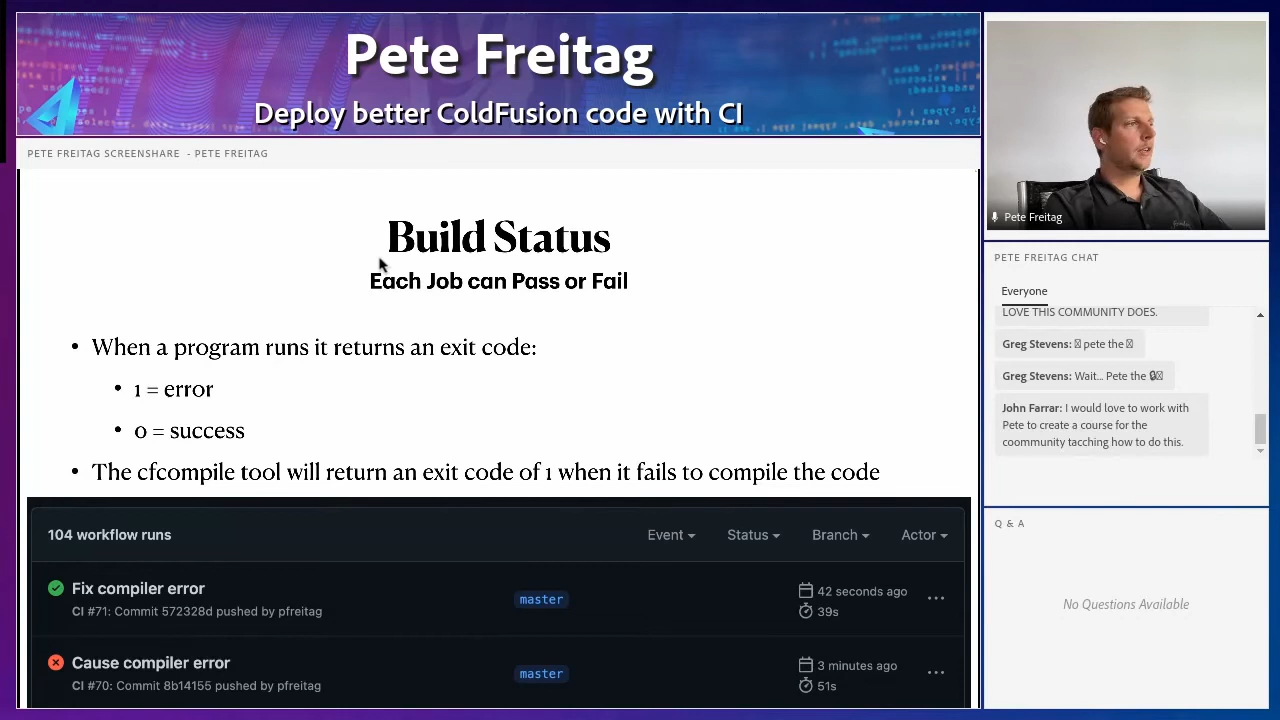 Pete Freitag
Deploy better ColdFusion code with CI
PETE FREITAG SCREENSHARE - PETE FREITAG
Build Status
Each Job can Pass or Fail
• When a program runs it returns an exit code:
• 1 = error
• 0 = success
• The cfcompile tool will return an exit code of 1 when it fails to compile the code
104 workflow runs
Event
Status
Branch
Actor
Fix compiler error
CI #71: Commit 572328d pushed by pfreitag
master
42 seconds ago
39s
Cause compiler error
CI #70: Commit 8b14155 pushed by pfreitag
master
3 minutes ago
51s
Pete Freitag
PETE FREITAG CHAT
Everyone
LOVE THIS COMMUNITY DOES.
Greg Stevens: pete the
Greg Stevens: Wait... Pete the
John Farrar: I would love to work with
Pete to create a course for the
coommunity tacching how to do this.
Q & A
No Questions Available